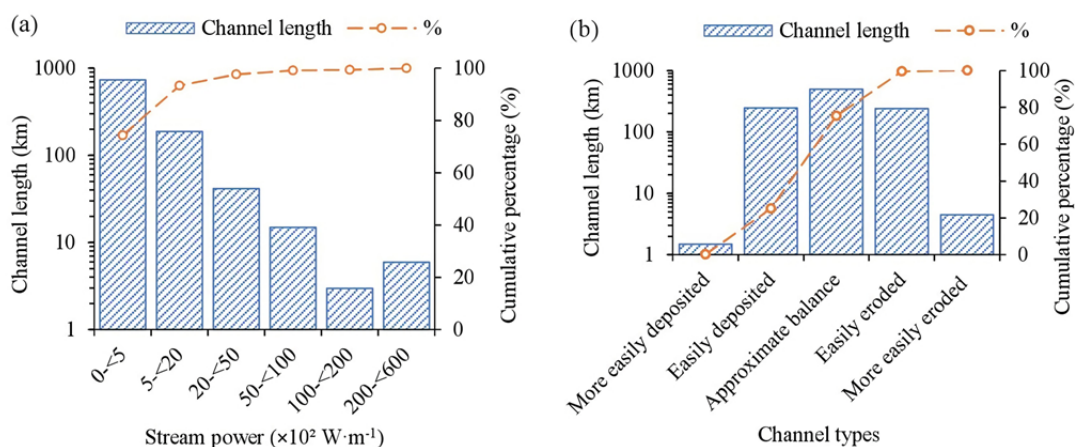 (a)
Channel length
%
1000
100
10
1
Channel length (km)
100
80
60
40
20
0
Cumulative percentage (%)
0-<5
5-<20
20-<50
50-<100
100-<200
200-<600
Stream power (×10² W·m⁻¹)
(b)
Channel length
%
1000
100
10
1
Channel length (km)
100
80
60
40
20
0
Cumulative percentage (%)
More easily deposited
Easily deposited
Approximate balance
Easily eroded
More easily eroded
Channel types